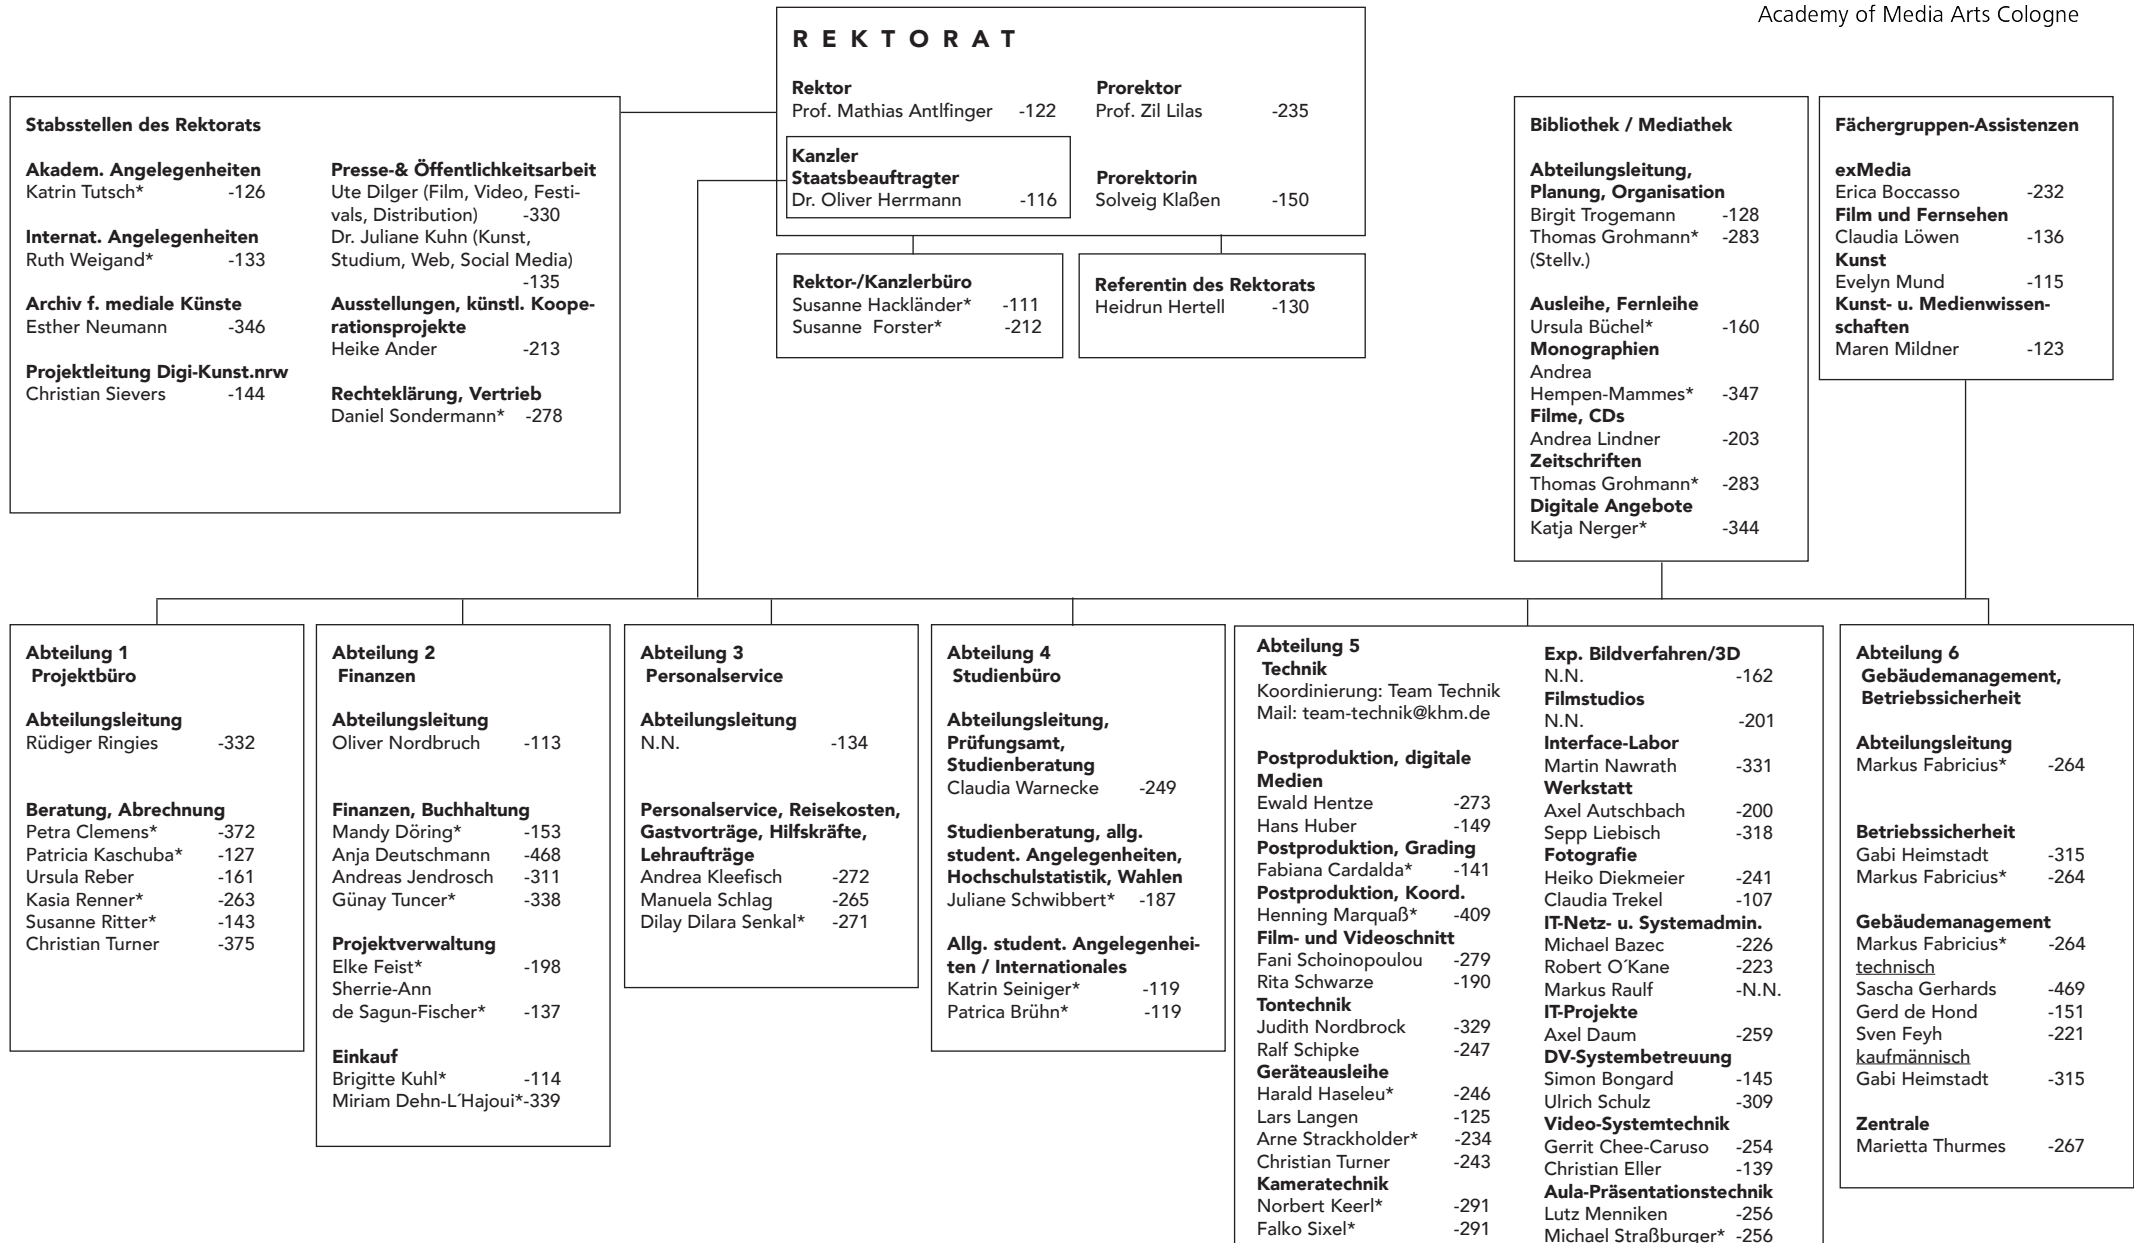 Academy of Media Arts Cologne
REKTORAT
Rektor
Prof. Mathias Antlfinger -122
Prorektor
Prof. Zil Lilas -235
Kanzler
Staatsbeauftragter
Dr. Oliver Herrmann -116
Prorektorin
Solveig Klaßen -150
Rektor-/Kanzlerbüro
Susanne Hackländer* -111
Susanne Forster* -212
Referentin des Rektorats
Heidrun Hertell -130
Stabsstellen des Rektorats
Akadem. Angelegenheiten
Katrin Tutsch* -126
Internat. Angelegenheiten
Ruth Weigand* -133
Archiv f. mediale Künste
Esther Neumann -346
Projektleitung Digi-Kunst.nrw
Christian Sievers -144
Presse-& Öffentlichkeitsarbeit
Ute Dilger (Film, Video, Festi-
vals, Distribution) -330
Dr. Juliane Kuhn (Kunst,
Studium, Web, Social Media)
-135
Ausstellungen, künstl. Koope-
rationsprojekte
Heike Ander -213
Rechteklärung, Vertrieb
Daniel Sondermann* -278
Bibliothek / Mediathek
Abteilungsleitung,
Planung, Organisation
Birgit Trogemann -128
Thomas Grohmann* -283
(Stellv.)
Ausleihe, Fernleihe
Ursula Büchel* -160
Monographien
Andrea
Hempen-Mammes* -347
Filme, CDs
Andrea Lindner -203
Zeitschriften
Thomas Grohmann* -283
Digitale Angebote
Katja Nerger* -344
Fächergruppen-Assistenzen
exMedia
Erica Boccasso -232
Film und Fernsehen
Claudia Löwen -136
Kunst
Evelyn Mund -115
Kunst- u. Medienwissen-
schaften
Maren Mildner -123
Abteilung 1
Projektbüro
Abteilungsleitung
Rüdiger Ringies -332
Beratung, Abrechnung
Petra Clemens* -372
Patricia Kaschuba* -127
Ursula Reber -161
Kasia Renner* -263
Susanne Ritter* -143
Christian Turner -375
Abteilung 2
Finanzen
Abteilungsleitung
Oliver Nordbruch -113
Finanzen, Buchhaltung
Mandy Döring* -153
Anja Deutschmann -468
Andreas Jendrosch -311
Günay Tuncer* -338
Projektverwaltung
Elke Feist* -198
Sherrie-Ann
de Sagun-Fischer* -137
Einkauf
Brigitte Kuhl* -114
Miriam Dehn-L´Hajoui*-339
Abteilung 3
Personalservice
Abteilungsleitung
N.N. -134
Personalservice, Reisekosten,
Gastvorträge, Hilfskräfte,
Lehraufträge
Andrea Kleefisch -272
Manuela Schlag -265
Dilay Dilara Senkal* -271
Abteilung 4
Studienbüro
Abteilungsleitung,
Prüfungsamt,
Studienberatung
Claudia Warnecke -249
Studienberatung, allg.
student. Angelegenheiten,
Hochschulstatistik, Wahlen
Juliane Schwibbert* -187
Allg. student. Angelegenhei-
ten / Internationales
Katrin Seiniger* -119
Patrica Brühn* -119
Abteilung 5
Technik
Koordinierung: Team Technik
Mail: team-technik@khm.de
Postproduktion, digitale
Medien
Ewald Hentze -273
Hans Huber -149
Postproduktion, Grading
Fabiana Cardalda* -141
Postproduktion, Koord.
Henning Marquaß* -409
Film- und Videoschnitt
Fani Schoinopoulou -279
Rita Schwarze -190
Tontechnik
Judith Nordbrock -329
Ralf Schipke -247
Geräteausleihe
Harald Haseleu* -246
Lars Langen -125
Arne Strackholder* -234
Christian Turner -243
Kameratechnik
Norbert Keerl* -291
Falko Sixel* -291
Exp. Bildverfahren/3D
N.N. -162
Filmstudios
N.N. -201
Interface-Labor
Martin Nawrath -331
Werkstatt
Axel Autschbach -200
Sepp Liebisch -318
Fotografie
Heiko Diekmeier -241
Claudia Trekel -107
IT-Netz- u. Systemadmin.
Michael Bazec -226
Robert O´Kane -223
Markus Raulf -N.N.
IT-Projekte
Axel Daum -259
DV-Systembetreuung
Simon Bongard -145
Ulrich Schulz -309
Video-Systemtechnik
Gerrit Chee-Caruso -254
Christian Eller -139
Aula-Präsentationstechnik
Lutz Menniken -256
Michael Straßburger* -256
Abteilung 6
Gebäudemanagement,
Betriebssicherheit
Abteilungsleitung
Markus Fabricius* -264
Betriebssicherheit
Gabi Heimstadt -315
Markus Fabricius* -264
Gebäudemanagement
Markus Fabricius* -264
technisch
Sascha Gerhards -469
Gerd de Hond -151
Sven Feyh -221
kaufmännisch
Gabi Heimstadt -315
Zentrale
Marietta Thurmes -267